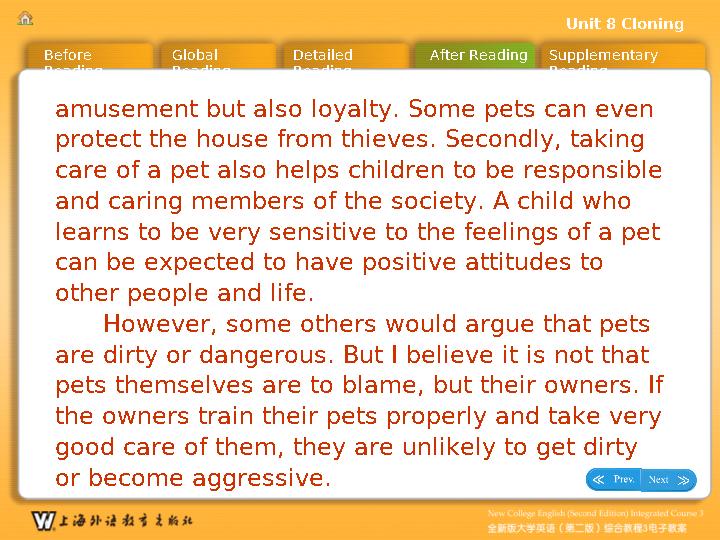 Unit 8 Cloning
Before Reading
Global Reading
Detailed Reading
After Reading
Supplementary Reading
amusement but also loyalty. Some pets can even
protect the house from thieves. Secondly, taking
care of a pet also helps children to be responsible
and caring members of the society. A child who
learns to be very sensitive to the feelings of a pet
can be expected to have positive attitudes to
other people and life.
However, some others would argue that pets
are dirty or dangerous. But I believe it is not that
pets themselves are to blame, but their owners. If
the owners train their pets properly and take very
good care of them, they are unlikely to get dirty
or become aggressive.
Prev.
Next
上海外语教育出版社
New College English (Second Edition) Integrated Course 3
全新版大学英语（第二版）综合教程3电子教案